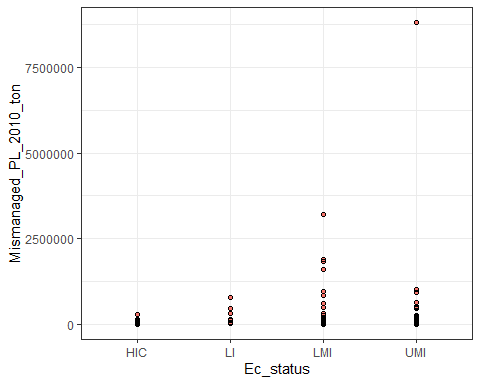 Mismanaged_PL_2010_ton
7500000
5000000
2500000
0
HIC LI LMI UMI
Ec_status